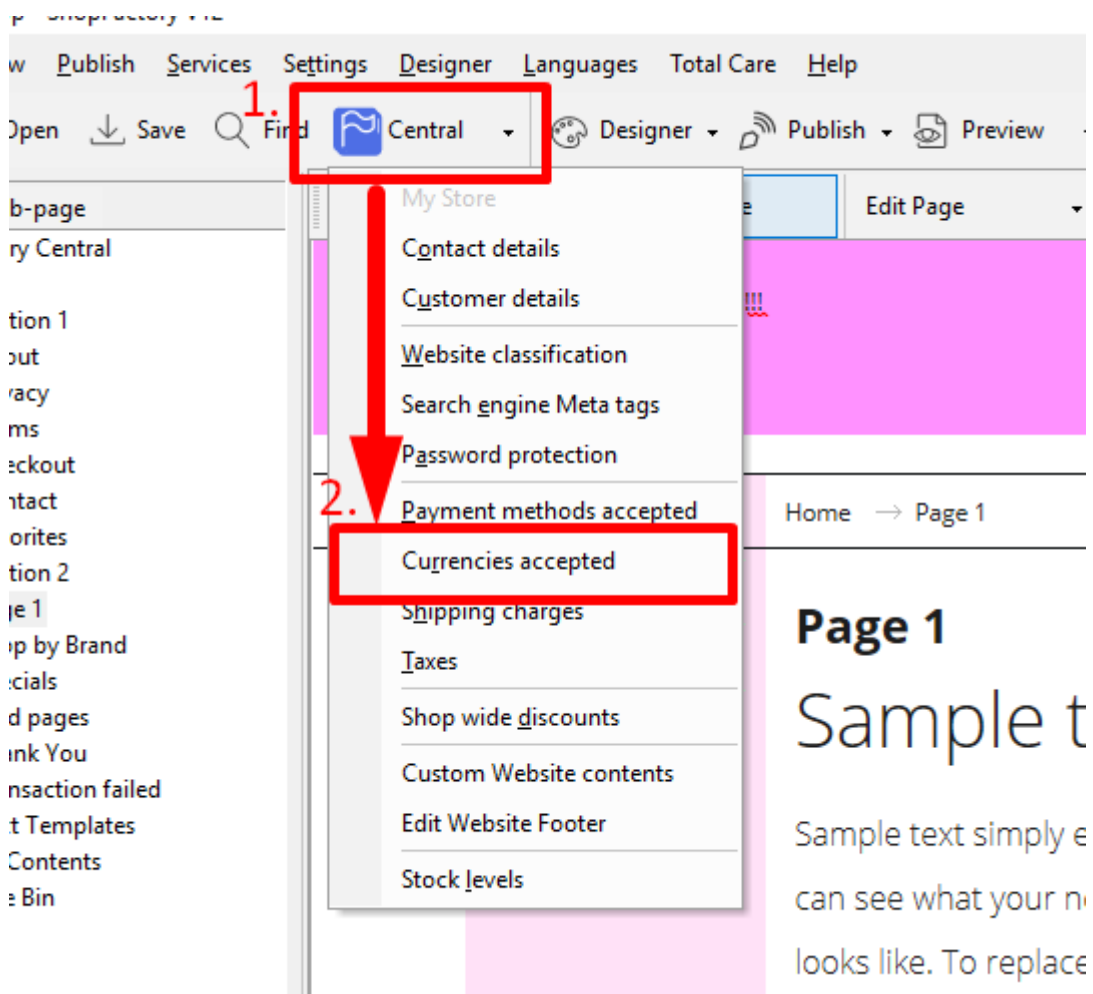 Publish Services Settings Designer Languages Total Care Help
1.
Open Save Find Central Designer Publish Preview
b-page
ry Central
tion 1
out
vacy
ms
eckout
ntact
orites
tion 2
ge 1
op by Brand
cials
d pages
ank You
nsaction failed
t Templates
Contents
e Bin
My Store
Contact details
Customer details
Website classification
Search engine Meta tags
Password protection
2.
Payment methods accepted
Currencies accepted
Shipping charges
Taxes
Shop wide discounts
Custom Website contents
Edit Website Footer
Stock levels
Edit Page
!!!
Home → Page 1
Page 1
Sample t
Sample text simply e
can see what your n
looks like. To replace